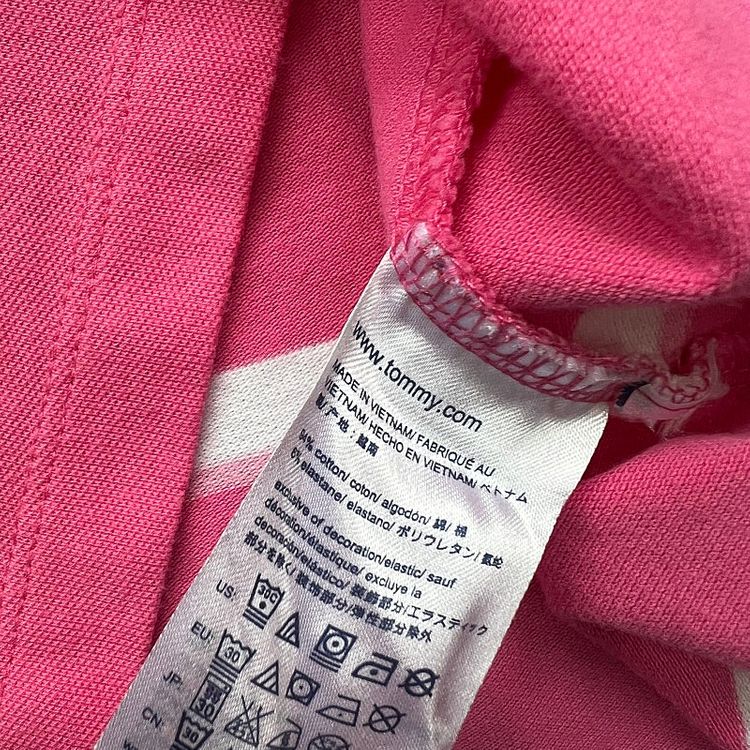 www.tommy.com
MADE IN VIETNAM/ FABRIQUÉ AU
VIETNAM/ HECHO EN VIETNAM/ ベトナム
製/产地: 越南
94% cotton/ coton/ algodón/ 綿/ 棉
6% elastane/ elastano/ ポリウレタン/ 氨纶
exclusive of decoration/elastic/ sauf
décoration/élastique/ excluye la
decoración/elástico/ 装飾部分/エラスティック
部分を除く/装饰部分/弹性部分除外
US: 30C
EU: 30
JP: 30
CN: